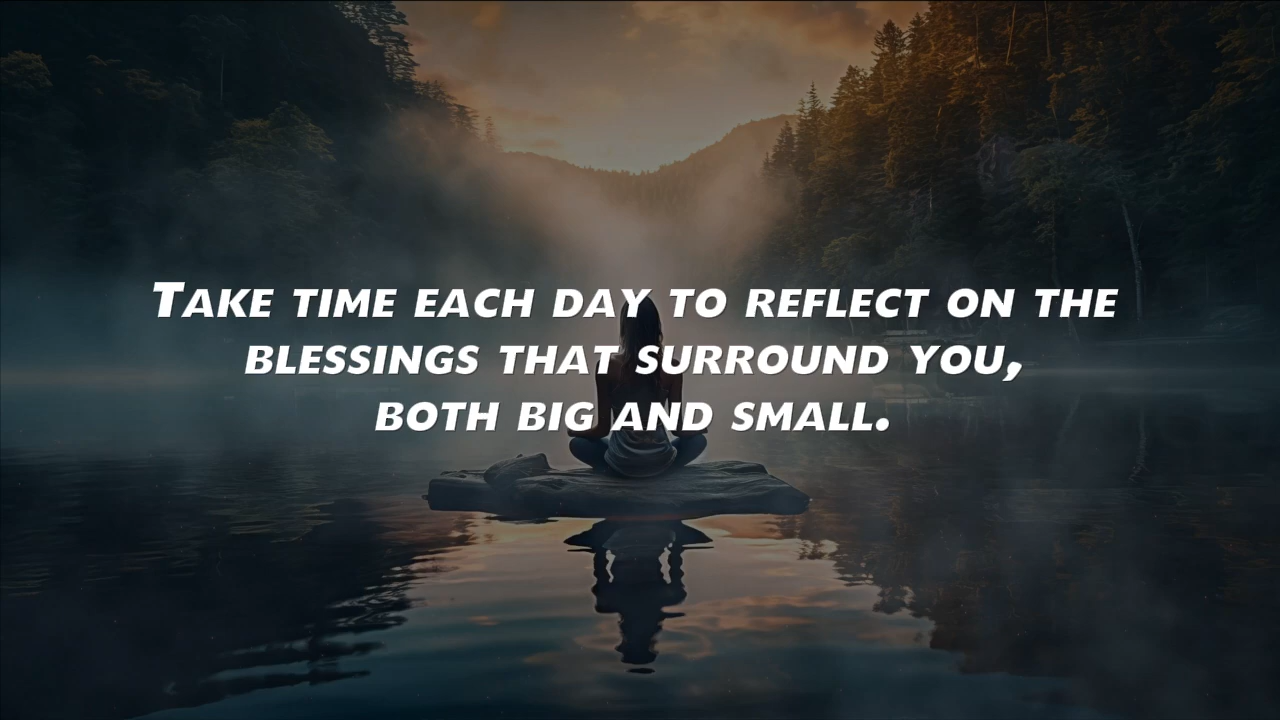 Take time each day to reflect on the
blessings that surround you,
both big and small.